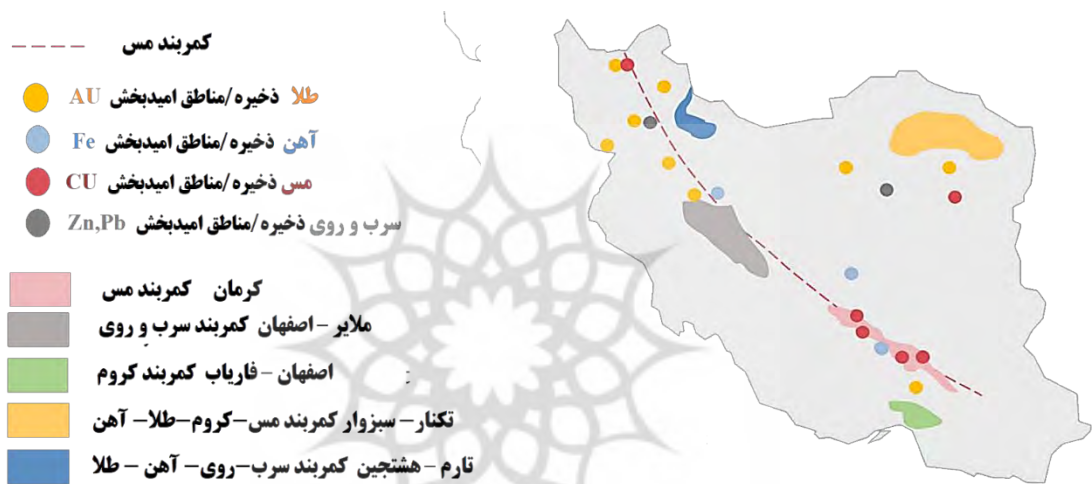 کمربند مس
طلا ذخیره/مناطق امیدبخش AU
آهن ذخیره/مناطق امیدبخش Fe
مس ذخیره/مناطق امیدبخش CU
سرب و روی ذخیره/مناطق امیدبخش Zn,Pb
کرمان کمربند مس
ملایر - اصفهان کمربند سرب و روی
اصفهان - فاریاب کمربند کروم :
تکنار - سبزوار کمربند مس-کروم-طلا- آهن
تارم - هشتجین کمربند سرب-روی- آهن - طلا